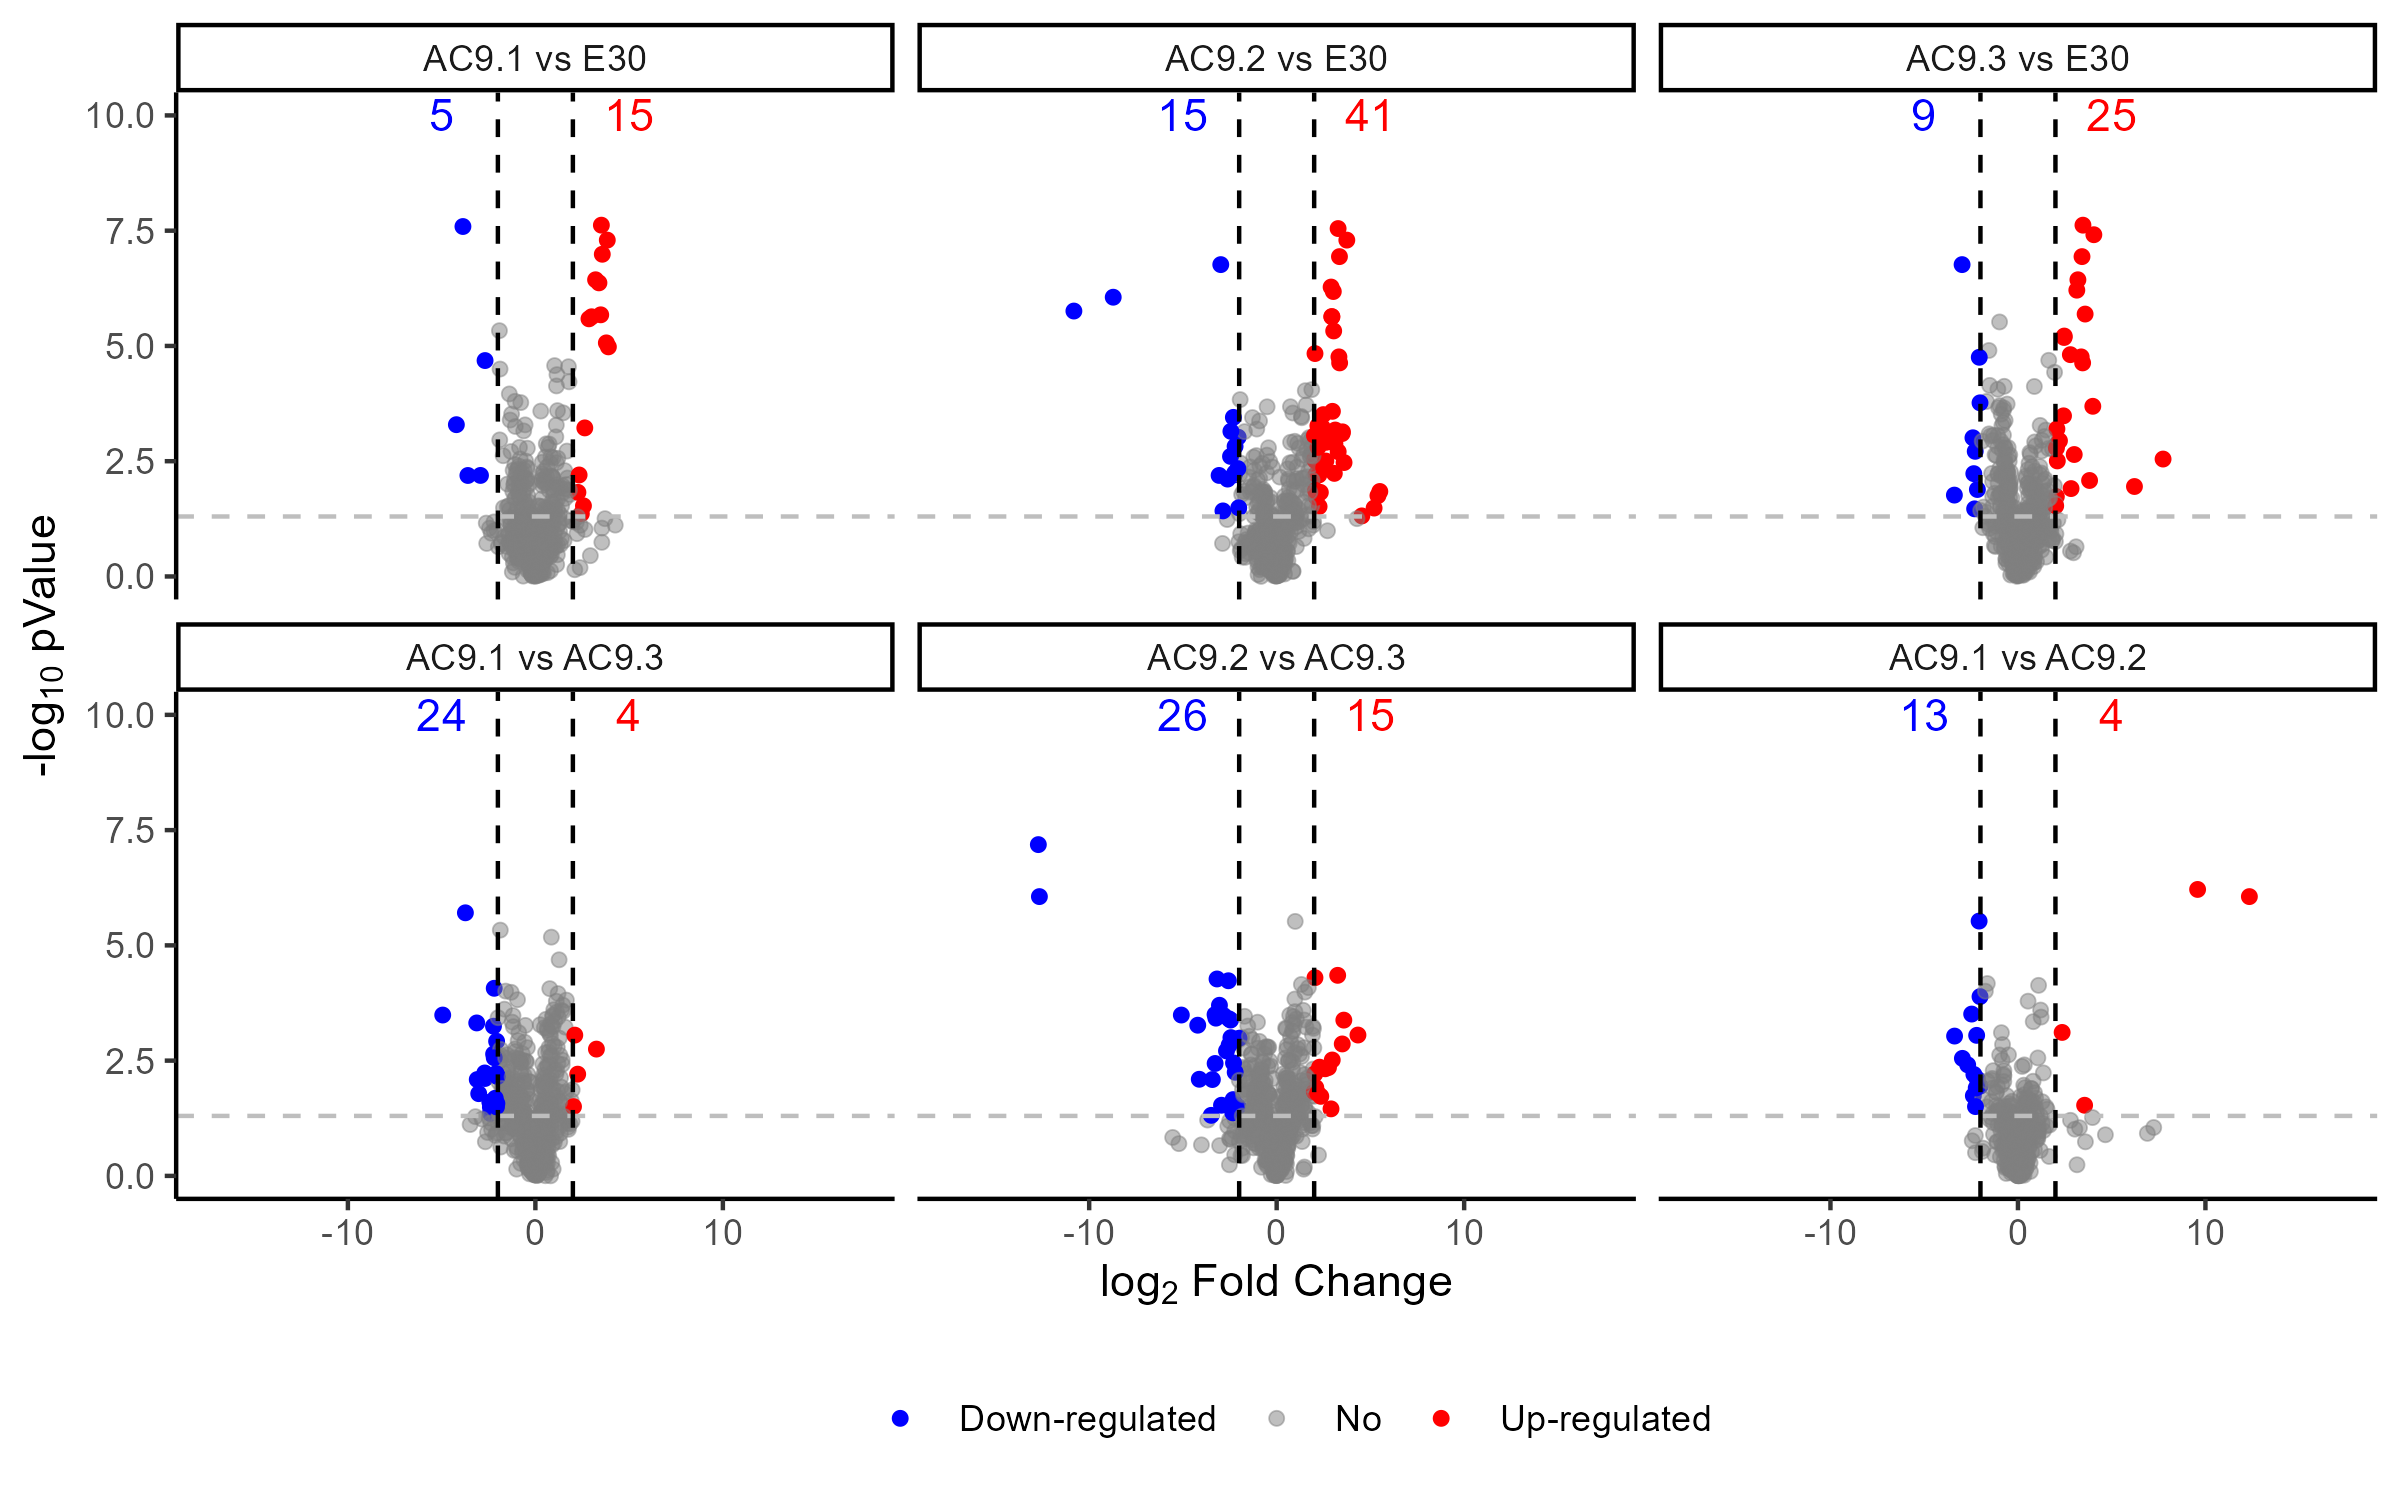 AC9.1 vs E30
AC9.2 vs E30
AC9.3 vs E30
5
15
15
41
9
25
10.0
7.5
5.0
2.5
0.0
-log10 pValue
AC9.1 vs AC9.3
AC9.2 vs AC9.3
AC9.1 vs AC9.2
24
4
26
15
13
4
10.0
7.5
5.0
2.5
0.0
-10
0
10
-10
0
10
-10
0
10
log2 Fold Change
Down-regulated
No
Up-regulated